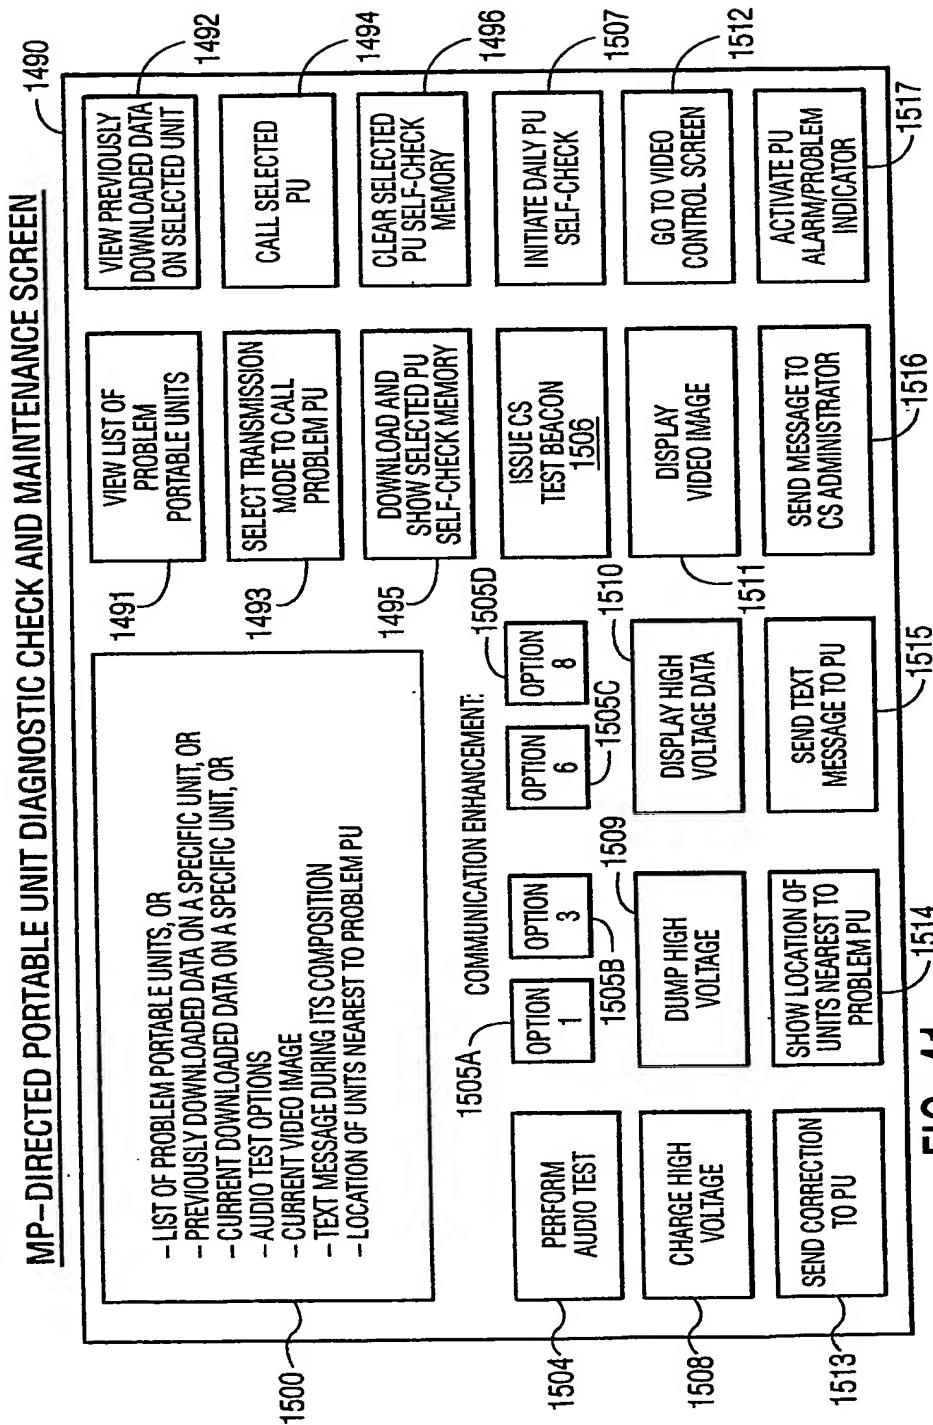 MP-DIRECTED PORTABLE UNIT DIAGNOSTIC CHECK AND MAINTENANCE SCREEN
1490
- LIST OF PROBLEM PORTABLE UNITS, OR
- PREVIOUSLY DOWNLOADED DATA ON A SPECIFIC UNIT, OR
- CURRENT DOWNLOADED DATA ON A SPECIFIC UNIT, OR
- AUDIO TEST OPTIONS
- CURRENT VIDEO IMAGE
- TEXT MESSAGE DURING ITS COMPOSITION
- LOCATION OF UNITS NEAREST TO PROBLEM PU
1500
VIEW LIST OF
PROBLEM
PORTABLE UNITS
1491
VIEW PREVIOUSLY
DOWNLOADED DATA
ON SELECTED UNIT
1492
SELECT TRANSMISSION
MODE TO CALL
PROBLEM PU
1493
CALL SELECTED
PU
1494
DOWNLOAD AND
SHOW SELECTED PU
SELF-CHECK MEMORY
1495
CLEAR SELECTED
PU SELF-CHECK
MEMORY
1496
PERFORM
AUDIO TEST
1504
COMMUNICATION ENHANCEMENT:
1505A
OPTION
1
OPTION
3
1505B
OPTION
6
1505C
OPTION
8
1505D
ISSUE CS
TEST BEACON
1506
INITIATE DAILY PU
SELF-CHECK
1507
CHARGE HIGH
VOLTAGE
1508
DUMP HIGH
VOLTAGE
1509
DISPLAY HIGH
VOLTAGE DATA
1510
DISPLAY
VIDEO IMAGE
1511
GO TO VIDEO
CONTROL SCREEN
1512
SEND CORRECTION
TO PU
1513
SHOW LOCATION OF
UNITS NEAREST TO
PROBLEM PU
1514
SEND TEXT
MESSAGE TO PU
1515
SEND MESSAGE TO
CS ADMINISTRATOR
1516
ACTIVATE PU
ALARM/PROBLEM
INDICATOR
1517